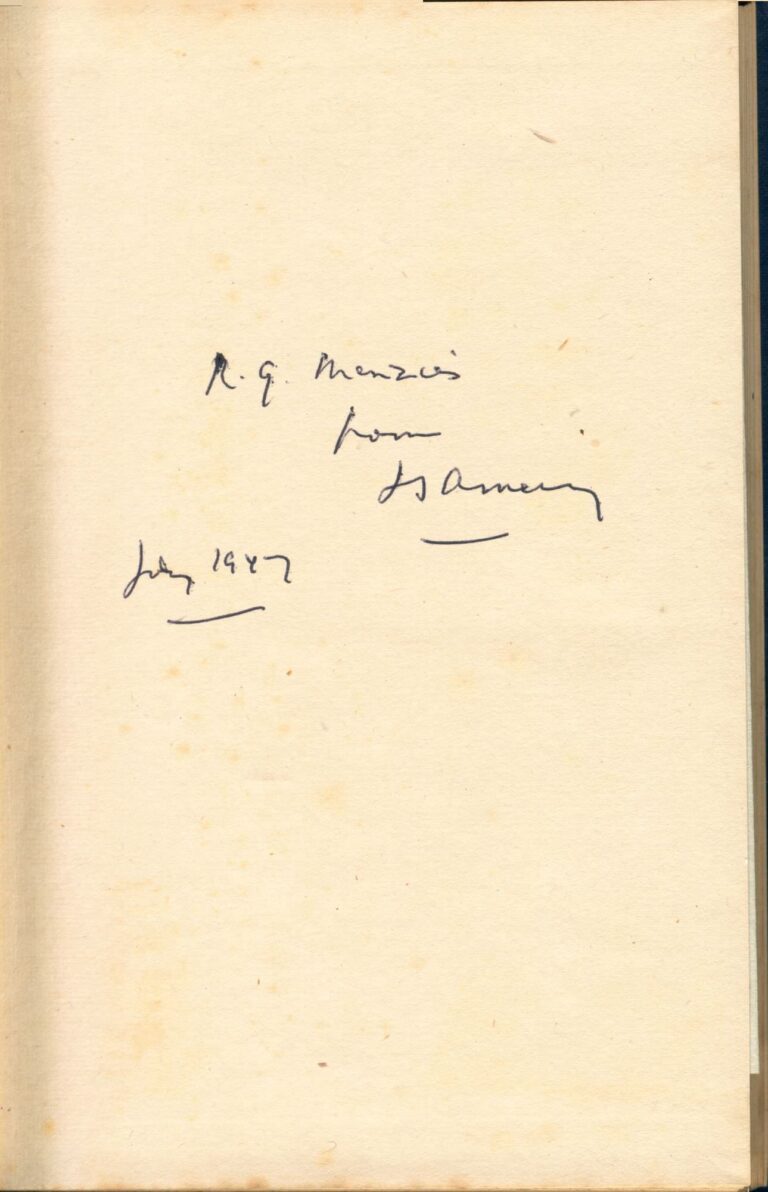 R. G. Menzies
from
LS Amery
July 1947